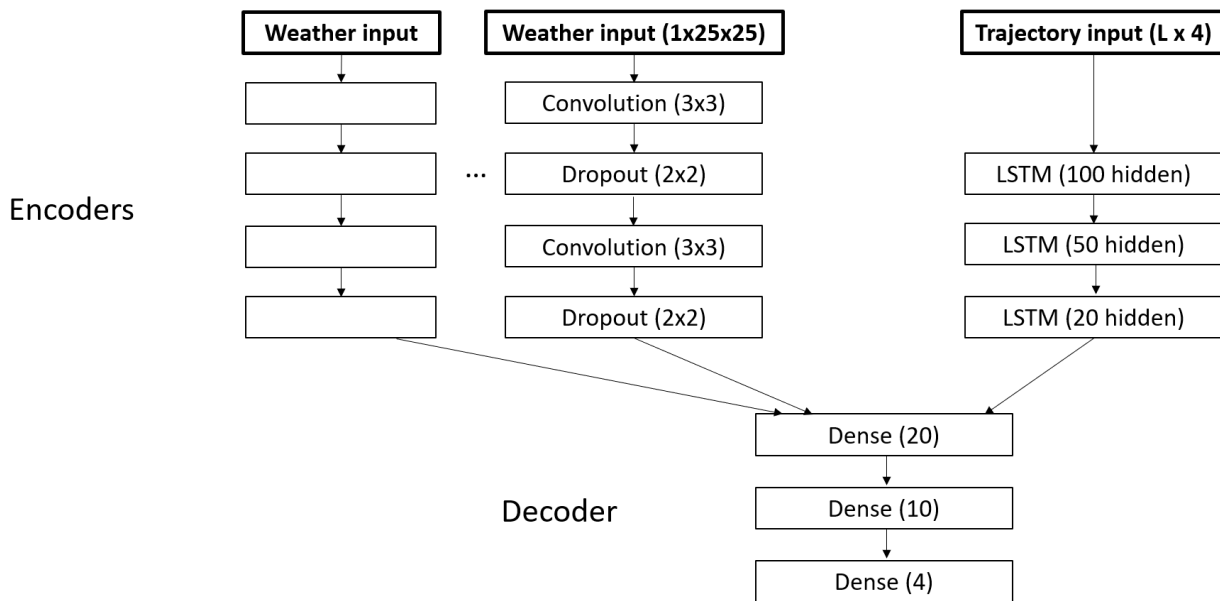 Weather input
Weather input (1x25x25)
Trajectory input (L x 4)
Convolution (3x3)
...
Dropout (2x2)
LSTM (100 hidden)
Encoders
Convolution (3x3)
LSTM (50 hidden)
Dropout (2x2)
LSTM (20 hidden)
Dense (20)
Decoder
Dense (10)
Dense (4)